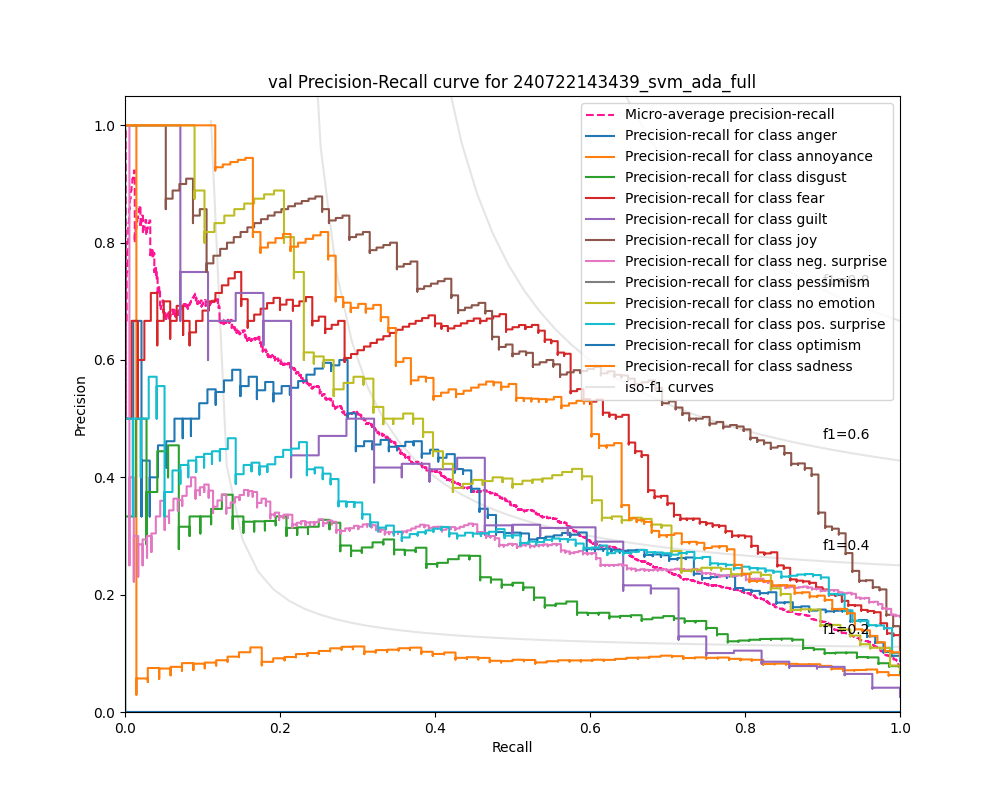 val Precision-Recall curve for 240722143439_svm_ada_full
Precision
1.0
0.8
0.6
0.4
0.2
0.0
Micro-average precision-recall
Precision-recall for class anger
Precision-recall for class annoyance
Precision-recall for class disgust
Precision-recall for class fear
Precision-recall for class guilt
Precision-recall for class joy
Precision-recall for class neg. surprise
Precision-recall for class pessimism
Precision-recall for class no emotion
Precision-recall for class pos. surprise
Precision-recall for class optimism
Precision-recall for class sadness
iso-f1 curves
f1=0.8
f1=0.6
f1=0.4
f1=0.2
0.0
0.2
0.4
0.6
0.8
1.0
Recall